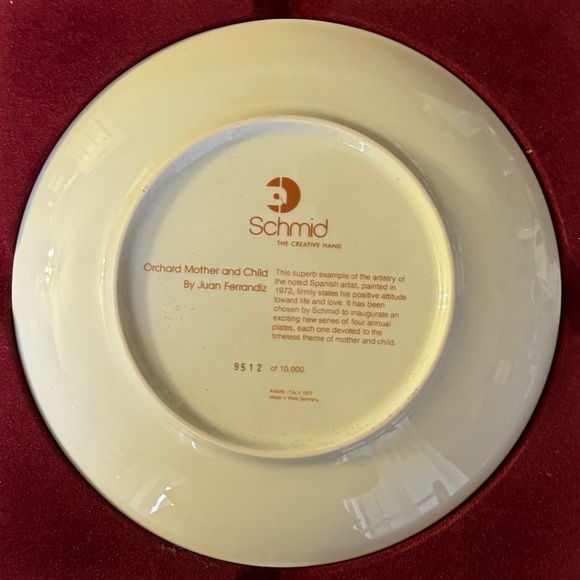 Schmid
THE CREATIVE HAND
Orchard Mother and Child
By Juan Ferrandiz
This superb example of the artistry of
the noted Spanish artist, painted in
1972, firmly states his positive attitude
toward life and love. It has been
chosen by Schmid to inaugurate an
exciting new series of four annual
plates, each one devoted to the
timeless theme of mother and child.
9512 of 10,000.
ITALY 1977
Made in West Germany